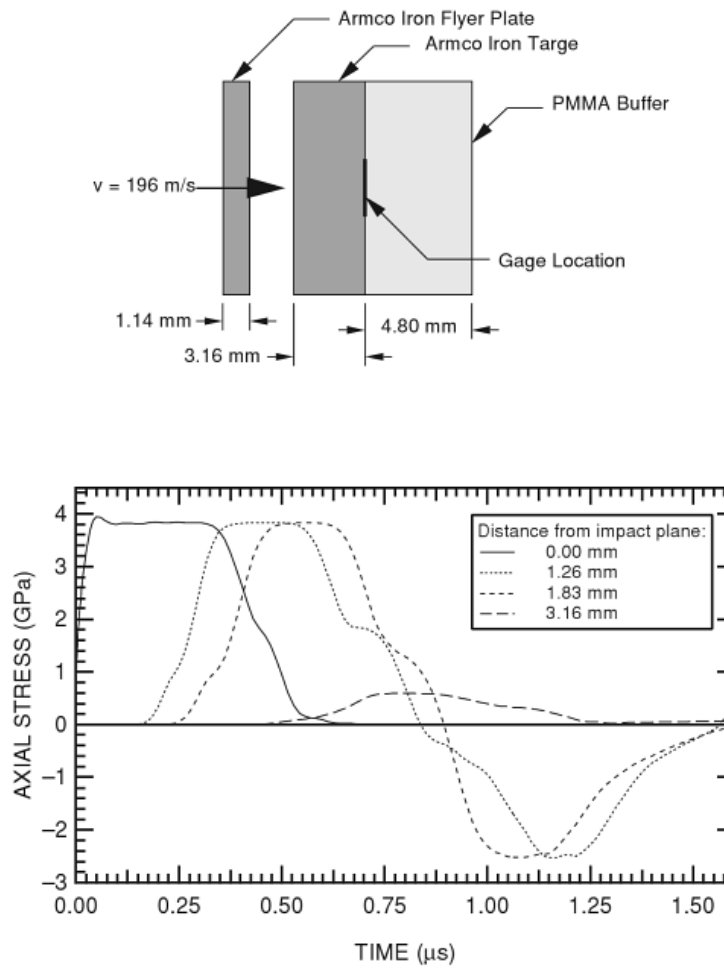 Armco Iron Flyer Plate
Armco Iron Targe
PMMA Buffer
v = 196 m/s
Gage Location
1.14 mm
4.80 mm
3.16 mm
AXIAL STRESS (GPa)
4
3
2
1
0
−1
−2
−3
Distance from impact plane:
0.00 mm
1.26 mm
1.83 mm
3.16 mm
0.00 0.25 0.50 0.75 1.00 1.25 1.50
TIME (μs)